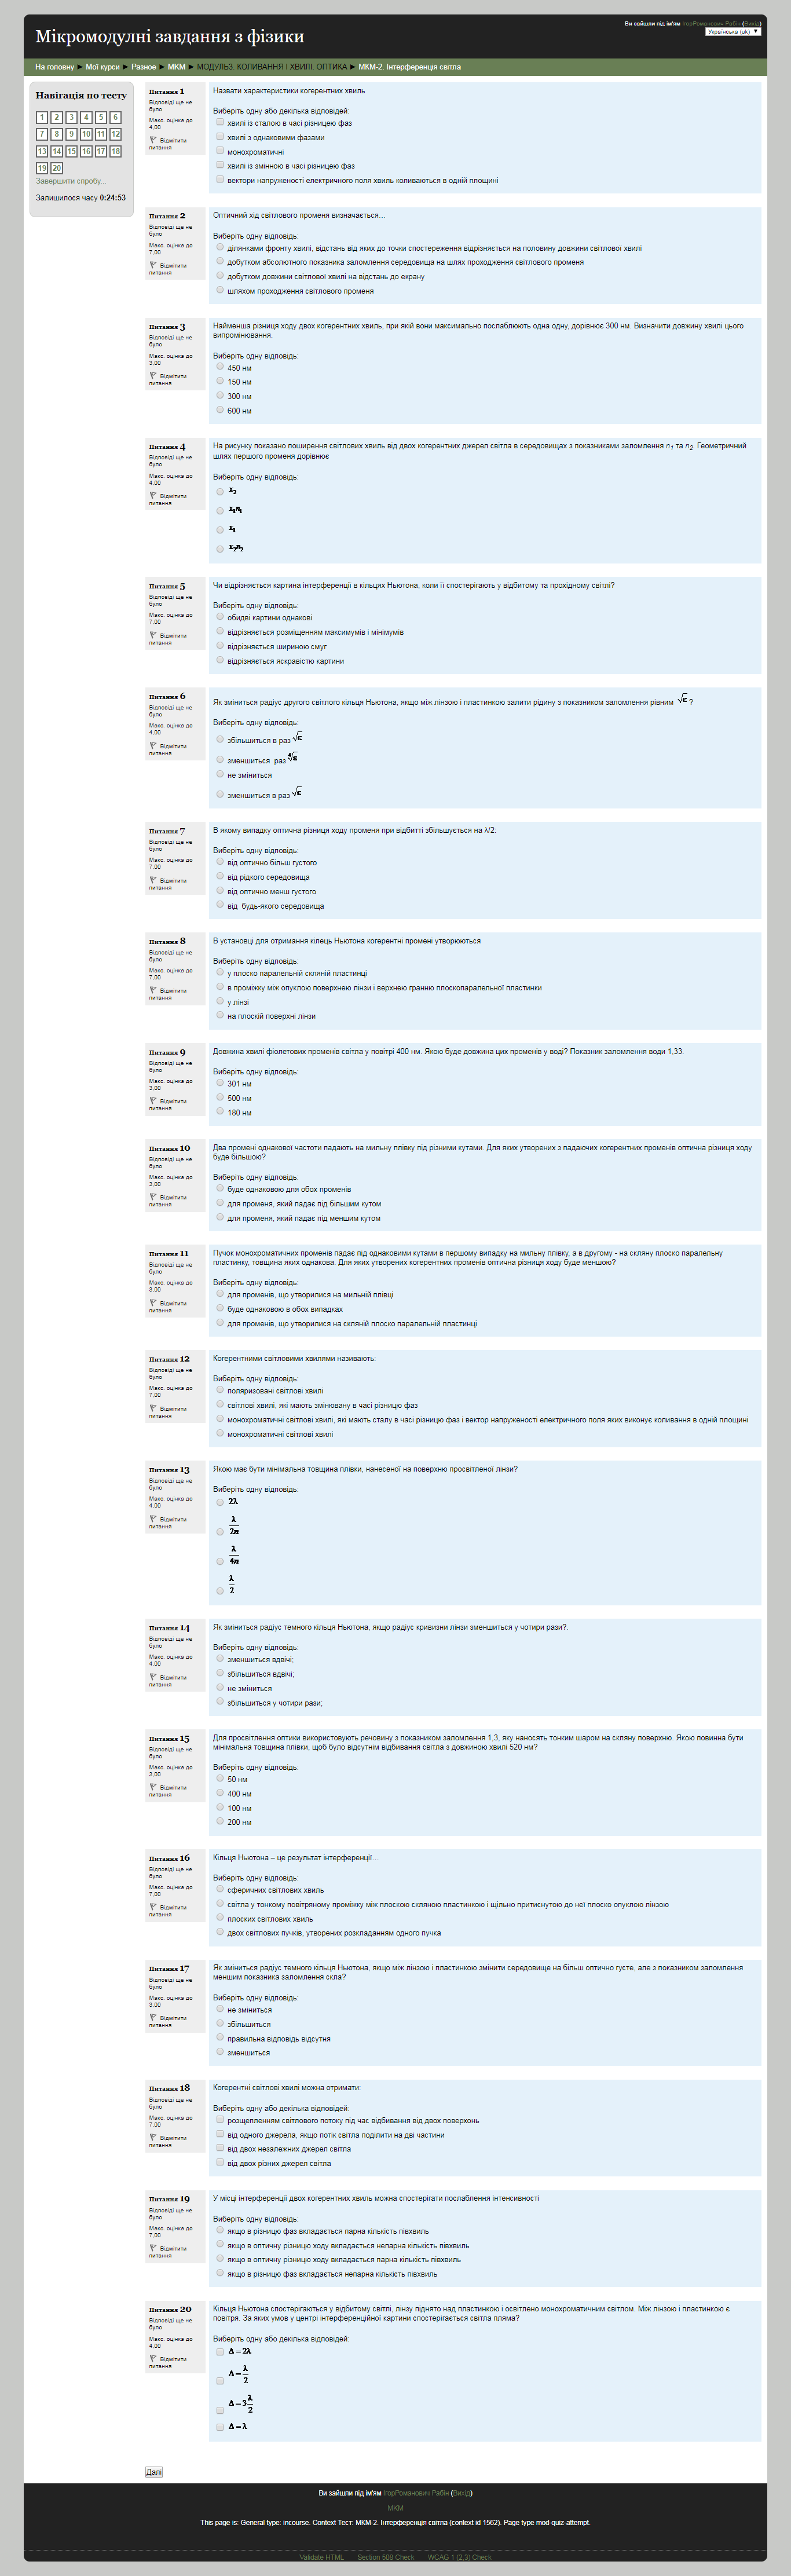 Ви зайшли під ім'ям ІгорРоманович Рабін (Вихід)
Українська (uk)
Мікромодулні завдання з фізики
На головну ► Мої курси ► Разное ► МКМ ► МОДУЛЬ3. КОЛИВАННЯ І ХВИЛІ. ОПТИКА ► МКМ-2. Інтерференція світла
Навігація по тесту
1 2 3 4 5 6
7 8 9 10 11 12
13 14 15 16 17 18
19 20
Завершити спробу...
Залишилося часу 0:24:53
Питання 1
Відповіді ще не було
Макс. оцінка до 4,00
Відмітити питання
Назвати характеристики когерентних хвиль
Виберіть одну або декілька відповідей:
хвилі із сталою в часі різницею фаз
хвилі з однаковими фазами
монохроматичні
хвилі із змінною в часі різницею фаз
вектори напруженості електричного поля хвиль коливаються в одній площині
Питання 2
Відповіді ще не було
Макс. оцінка до 7,00
Відмітити питання
Оптичний хід світлового променя визначається...
Виберіть одну відповідь:
ділянками фронту хвилі, відстань від яких до точки спостереження відрізняється на половину довжини світлової хвилі
добутком абсолютного показника заломлення середовища на шлях проходження світлового променя
добутком довжини світлової хвилі на відстань до екрану
шляхом проходження світлового променя
Питання 3
Відповіді ще не було
Макс. оцінка до 3,00
Відмітити питання
Найменша різниця ходу двох когерентних хвиль, при якій вони максимально послаблюють одна одну, дорівнює 300 нм. Визначити довжину хвилі цього
випромінювання.
Виберіть одну відповідь:
450 нм
150 нм
300 нм
600 нм
Питання 4
Відповіді ще не було
Макс. оцінка до 4,00
Відмітити питання
На рисунку показано поширення світлових хвиль від двох когерентних джерел світла в середовищах з показниками заломлення n1 та n2. Геометричний
шлях першого променя дорівнює
Виберіть одну відповідь:
x2
x1n1
x1
x2n2
Питання 5
Відповіді ще не було
Макс. оцінка до 7,00
Відмітити питання
Чи відрізняється картина інтерференції в кільцях Ньютона, коли її спостерігають у відбитому та прохідному світлі?
Виберіть одну відповідь:
обидві картини однакові
відрізняється розміщенням максимумів і мінімумів
відрізняється шириною смуг
відрізняється яскравістю картини
Питання 6
Відповіді ще не було
Макс. оцінка до 4,00
Відмітити питання
Як зміниться радіус другого світлого кільця Ньютона, якщо між лінзою і пластинкою залити рідину з показником заломлення рівним √ε ?
Виберіть одну відповідь:
збільшиться в раз √ε
зменшиться раз ∜ε
не зміниться
зменшиться в раз √ε
Питання 7
Відповіді ще не було
Макс. оцінка до 7,00
Відмітити питання
В якому випадку оптична різниця ходу променя при відбитті збільшується на λ/2:
Виберіть одну відповідь:
від оптично більш густого
від рідкого середовища
від оптично менш густого
від будь-якого середовища
Питання 8
Відповіді ще не було
Макс. оцінка до 7,00
Відмітити питання
В установці для отримання кілець Ньютона когерентні промені утворюються
Виберіть одну відповідь:
у плоско паралельній скляній пластинці
в проміжку між опуклою поверхнею лінзи і верхнею гранню плоскопаралельної пластинки
у лінзі
на плоскій поверхні лінзи
Питання 9
Відповіді ще не було
Макс. оцінка до 3,00
Відмітити питання
Довжина хвилі фіолетових променів світла у повітрі 400 нм. Якою буде довжина цих променів у воді? Показник заломлення води 1,33.
Виберіть одну відповідь:
301 нм
500 нм
180 нм
Питання 10
Відповіді ще не було
Макс. оцінка до 3,00
Відмітити питання
Два промені однакової частоти падають на мильну плівку під різними кутами. Для яких утворених з падаючих когерентних променів оптична різниця ходу
буде більшою?
Виберіть одну відповідь:
буде однаковою для обох променів
для променя, який падає під більшим кутом
для променя, який падає під меншим кутом
Питання 11
Відповіді ще не було
Макс. оцінка до 3,00
Відмітити питання
Пучок монохроматичних променів падає під однаковими кутами в першому випадку на мильну плівку, а в другому - на скляну плоско паралельну
пластинку, товщина яких однакова. Для яких утворених когерентних променів оптична різниця ходу буде меншою?
Виберіть одну відповідь:
для променів, що утворилися на мильній плівці
буде однаковою в обох випадках
для променів, що утворилися на скляній плоско паралельній пластинці
Питання 12
Відповіді ще не було
Макс. оцінка до 7,00
Відмітити питання
Когерентними світловими хвилями називають:
Виберіть одну відповідь:
поляризовані світлові хвилі
світлові хвилі, які мають змінювану в часі різницю фаз
монохроматичні світлові хвилі, які мають сталу в часі різницю фаз і вектор напруженості електричного поля яких виконує коливання в одній площині
монохроматичні світлові хвилі
Питання 13
Відповіді ще не було
Макс. оцінка до 4,00
Відмітити питання
Якою має бути мінімальна товщина плівки, нанесеної на поверхню просвітленої лінзи?
Виберіть одну відповідь:
2λ
λ/2n
λ/4n
λ/2
Питання 14
Відповіді ще не було
Макс. оцінка до 4,00
Відмітити питання
Як зміниться радіус темного кільця Ньютона, якщо радіус кривизни лінзи зменшиться у чотири рази?.
Виберіть одну відповідь:
зменшиться вдвічі;
збільшиться вдвічі;
не зміниться
збільшиться у чотири рази;
Питання 15
Відповіді ще не було
Макс. оцінка до 3,00
Відмітити питання
Для просвітлення оптики використовують речовину з показником заломлення 1,3, яку наносять тонким шаром на скляну поверхню. Якою повинна бути
мінімальна товщина плівки, щоб було відсутнім відбивання світла з довжиною хвилі 520 нм?
Виберіть одну відповідь:
50 нм
400 нм
100 нм
200 нм
Питання 16
Відповіді ще не було
Макс. оцінка до 7,00
Відмітити питання
Кільця Ньютона – це результат інтерференції...
Виберіть одну відповідь:
сферичних світлових хвиль
світла у тонкому повітряному проміжку між плоскою скляною пластинкою і щільно притиснутою до неї плоско опуклою лінзою
плоских світлових хвиль
двох світлових пучків, утворених розкладанням одного пучка
Питання 17
Відповіді ще не було
Макс. оцінка до 3,00
Відмітити питання
Як зміниться радіус темного кільця Ньютона, якщо між лінзою і пластинкою змінити середовище на більш оптично густе, але з показником заломлення
меншим показника заломлення скла?
Виберіть одну відповідь:
не зміниться
збільшиться
правильна відповідь відсутня
зменшиться
Питання 18
Відповіді ще не було
Макс. оцінка до 7,00
Відмітити питання
Когерентні світлові хвилі можна отримати:
Виберіть одну або декілька відповідей:
розщепленням світлового потоку під час відбивання від двох поверхонь
від одного джерела, якщо потік світла поділити на дві частини
від двох незалежних джерел світла
від двох різних джерел світла
Питання 19
Відповіді ще не було
Макс. оцінка до 7,00
Відмітити питання
У місці інтерференції двох когерентних хвиль можна спостерігати послаблення інтенсивності
Виберіть одну відповідь:
якщо в різницю фаз вкладається парна кількість півхвиль
якщо в оптичну різницю ходу вкладається непарна кількість півхвиль
якщо в оптичну різницю ходу вкладається парна кількість півхвиль
якщо в різницю фаз вкладається непарна кількість півхвиль
Питання 20
Відповіді ще не було
Макс. оцінка до 4,00
Відмітити питання
Кільця Ньютона спостерігаються у відбитому світлі, лінзу піднято над пластинкою і освітлено монохроматичним світлом. Між лінзою і пластинкою є
повітря. За яких умов у центрі інтерференційної картини спостерігається світла пляма?
Виберіть одну або декілька відповідей:
Δ = 2λ
Δ = λ/2
Δ = 3 λ/2
Δ = λ
Далі
Ви зайшли під ім'ям ІгорРоманович Рабін (Вихід)
МКМ
This page is: General type: incourse. Context Тест: МКМ-2. Інтерференція світла (context id 1562). Page type mod-quiz-attempt.
Validate HTML Section 508 Check WCAG 1 (2,3) Check